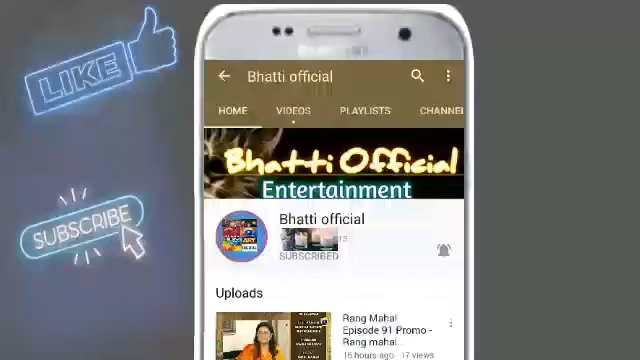 LIKE
SUBSCRIBE
Bhatti official
HOME VIDEOS PLAYLISTS CHANNEL
Bhatti Official
Entertainment
Bhatti official
SUBSCRIBED
Uploads
Rang Mahal
Episode 91 Promo -
Rang mahal...
16 hours ago · 17 views